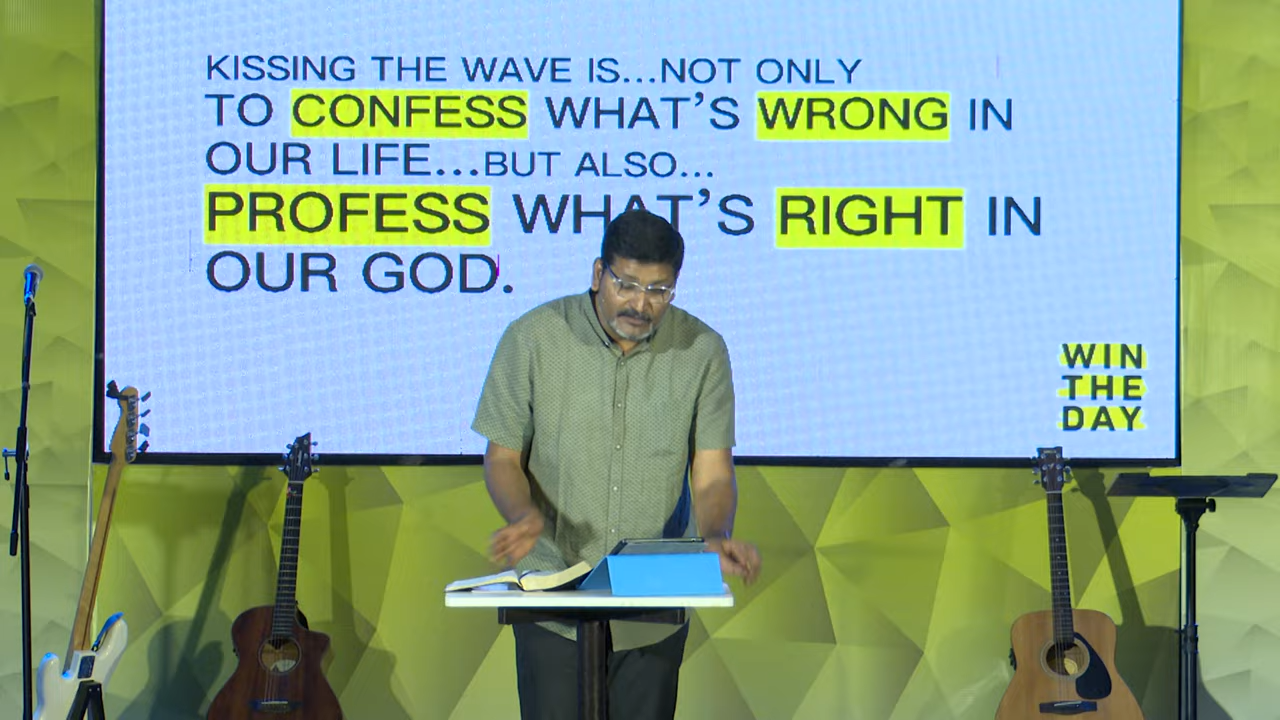 KISSING THE WAVE IS...NOT ONLY
TO CONFESS WHAT'S WRONG IN
OUR LIFE...BUT ALSO...
PROFESS WHAT'S RIGHT IN
OUR GOD.
WIN
THE
DAY